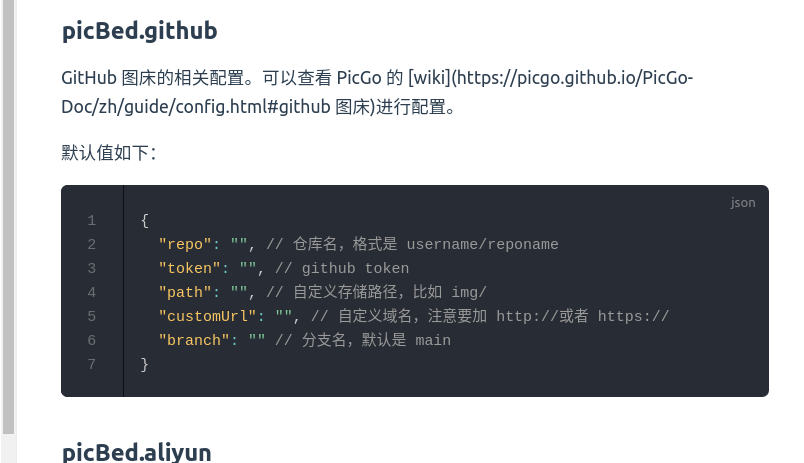 picBed.github
GitHub 图床的相关配置。可以查看 PicGo 的 [wiki](https://picgo.github.io/PicGo-
Doc/zh/guide/config.html#github 图床)进行配置。
默认值如下：
json
1 {
2 "repo": "", // 仓库名，格式是 username/reponame
3 "token": "", // github token
4 "path": "", // 自定义存储路径，比如 img/
5 "customUrl": "", // 自定义域名，注意要加 http://或者 https://
6 "branch": "" // 分支名，默认是 main
7 }
picBed.aliyun